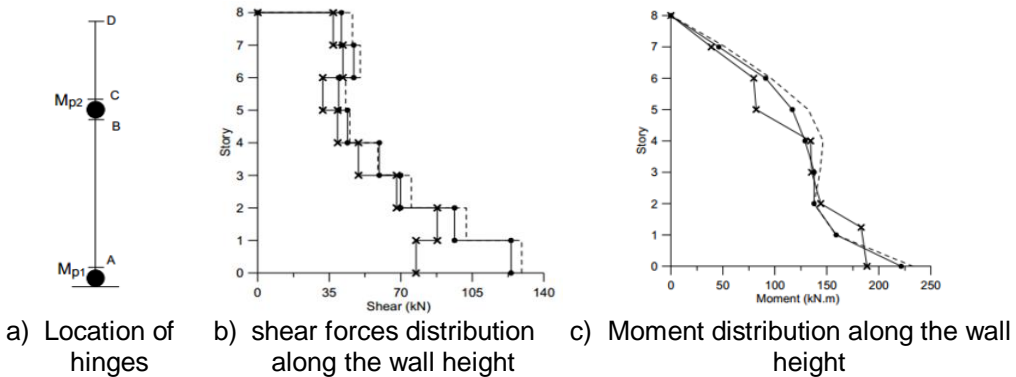 D
C
Mp2
B
A
Mp1
8
7
6
5
4
3
2
1
0
Story
0
35
70
105
140
Shear (kN)
8
7
6
5
4
3
2
1
0
Story
0
50
100
150
200
250
Moment (kN.m)
a) Location of
hinges
b) shear forces distribution
along the wall height
c) Moment distribution along the wall
height